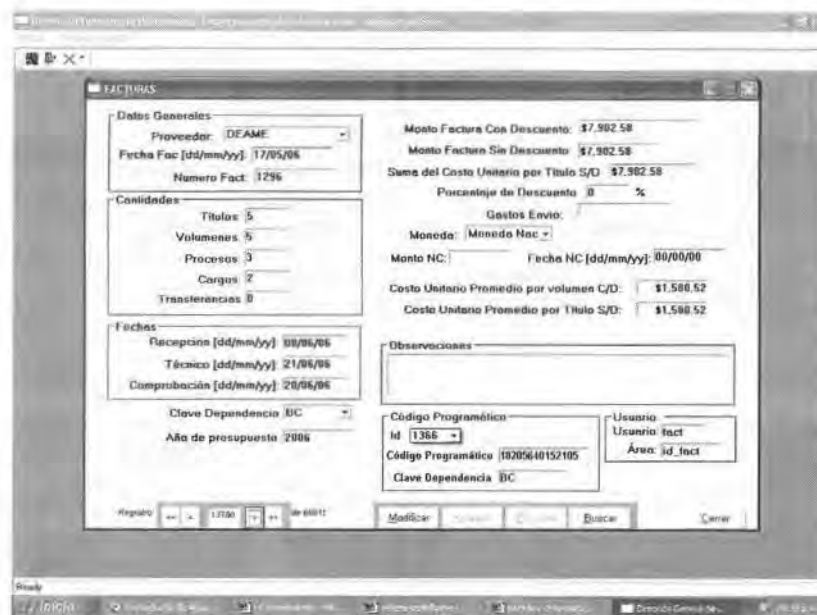 FACTURAS
Datos Generales
Proveedor: DEAME
Fecha Fac [dd/mm/yy]: 17/05/06
Numero Fact: 1296
Cantidades
Títulos 5
Volumenes 5
Procesos 3
Cargos 2
Transferencias 0
Fechas
Recepción [dd/mm/yy] 08/06/06
Técnico [dd/mm/yy] 21/06/06
Comprobación [dd/mm/yy] 20/06/06
Clave Dependencia BC
Año de presupuesto 2006
Monto Factura Con Descuento: $7,902.58
Monto Factura Sin Descuento $7,902.58
Suma del Costo Unitario por Título S/D $7,902.58
Porcentaje de Descuento 0 %
Gastos Envio:
Moneda: Moneda Nac
Monto NC: Fecha NC [dd/mm/yy]: 00/00/00
Costo Unitario Promedio por volumen C/D: $1,580.52
Costo Unitario Promedio por Título S/D: $1,580.52
Observaciones
Código Programático
Id 1366
Código Programático 18205640152105
Clave Dependencia BC
Usuario
Usuario fact
Área: id_fact
Registro de
Modificar Buscar Cerrar
Ready
Inicio